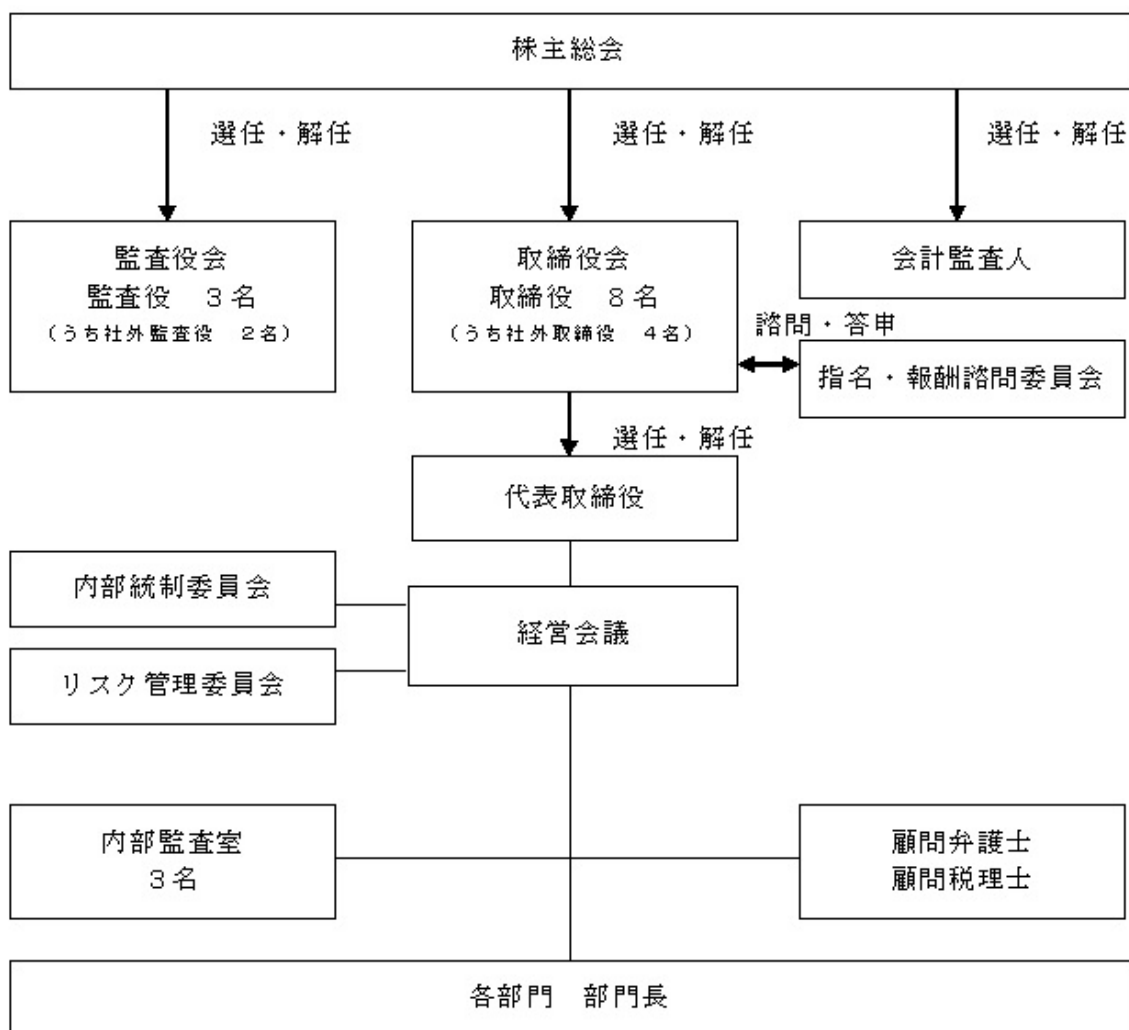 株主総会
選任・解任
選任・解任
選任・解任
監査役会
監査役　３名
（うち社外監査役　２名）
取締役会
取締役　８名
（うち社外取締役　４名）
会計監査人
諮問・答申
指名・報酬諮問委員会
選任・解任
代表取締役
内部統制委員会
経営会議
リスク管理委員会
内部監査室
３名
顧問弁護士
顧問税理士
各部門　部門長